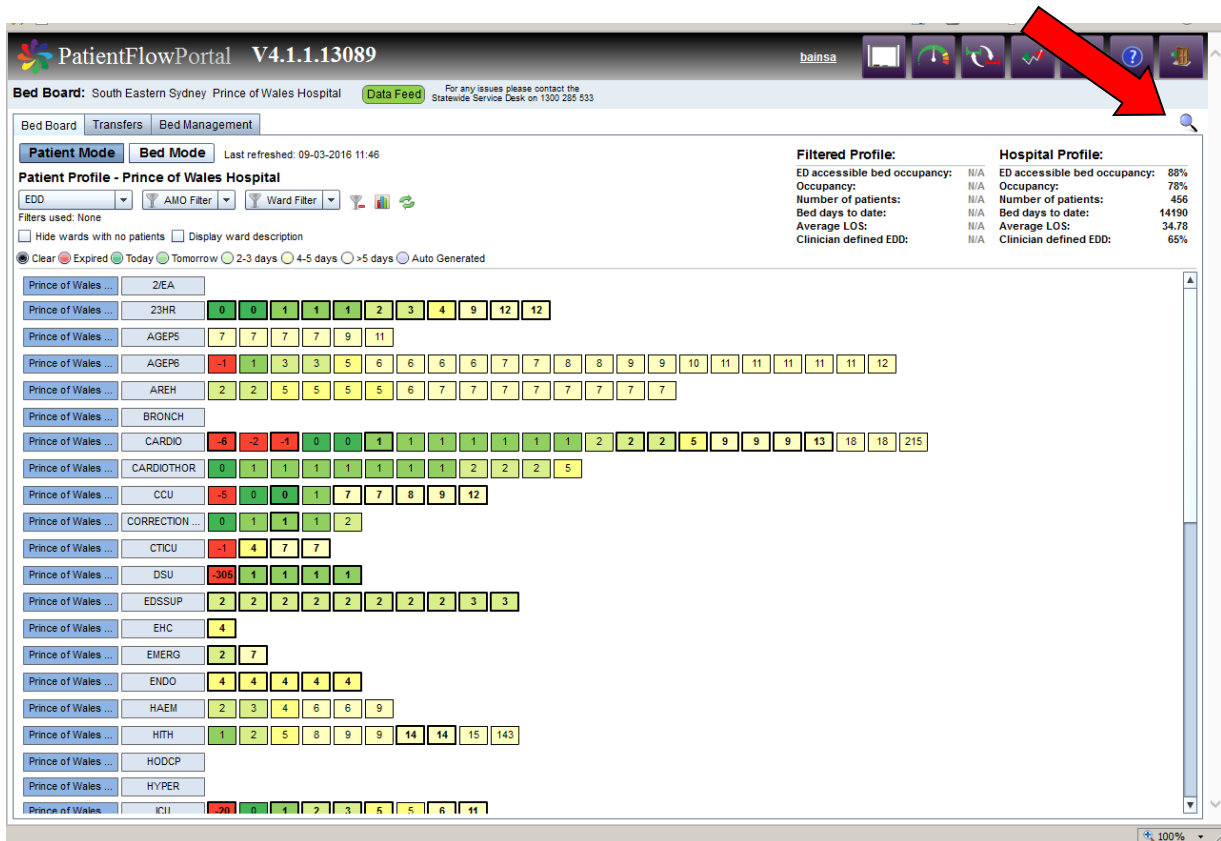 PatientFlowPortal V4.1.1.13089
bainsa
?
Bed Board: South Eastern Sydney Prince of Wales Hospital
Data Feed
For any issues please contact the
Statewide Service Desk on 1300 285 533
Bed Board Transfers Bed Management
Patient Mode Bed Mode Last refreshed: 09-03-2016 11:46
Patient Profile - Prince of Wales Hospital
EDD AMO Filter Ward Filter
Filters used: None
Hide wards with no patients Display ward description
Clear Expired Today Tomorrow 2-3 days 4-5 days >5 days Auto Generated
Filtered Profile:
ED accessible bed occupancy: N/A
Occupancy: N/A
Number of patients: N/A
Bed days to date: N/A
Average LOS: N/A
Clinician defined EDD: N/A
Hospital Profile:
ED accessible bed occupancy: 88%
Occupancy: 78%
Number of patients: 456
Bed days to date: 14190
Average LOS: 34.78
Clinician defined EDD: 65%
Prince of Wales ... 2/EA
Prince of Wales ... 23HR 0 0 1 1 1 2 3 4 9 12 12
Prince of Wales ... AGEP5 7 7 7 7 9 11
Prince of Wales ... AGEP6 -1 1 3 3 5 6 6 6 6 7 7 8 8 9 9 10 11 11 11 11 11 12
Prince of Wales ... AREH 2 2 5 5 5 5 6 7 7 7 7 7 7 7 7
Prince of Wales ... BRONCH
Prince of Wales ... CARDIO -6 -2 -1 0 0 1 1 1 1 1 1 1 2 2 2 5 9 9 9 13 18 18 215
Prince of Wales ... CARDIOTHOR 0 1 1 1 1 1 1 1 2 2 2 5
Prince of Wales ... CCU -5 0 0 1 7 7 8 9 12
Prince of Wales ... CORRECTION ... 0 1 1 1 2
Prince of Wales ... CTICU -1 4 7 7
Prince of Wales ... DSU -305 1 1 1 1
Prince of Wales ... EDSSUP 2 2 2 2 2 2 2 2 3 3
Prince of Wales ... EHC 4
Prince of Wales ... EMERG 2 7
Prince of Wales ... ENDO 4 4 4 4 4
Prince of Wales ... HAEM 2 3 4 6 6 9
Prince of Wales ... HITH 1 2 5 8 9 9 14 14 15 143
Prince of Wales ... HODCP
Prince of Wales ... HYPER
Prince of Wales ... ICU -20 0 1 2 3 5 5 6 11
100%